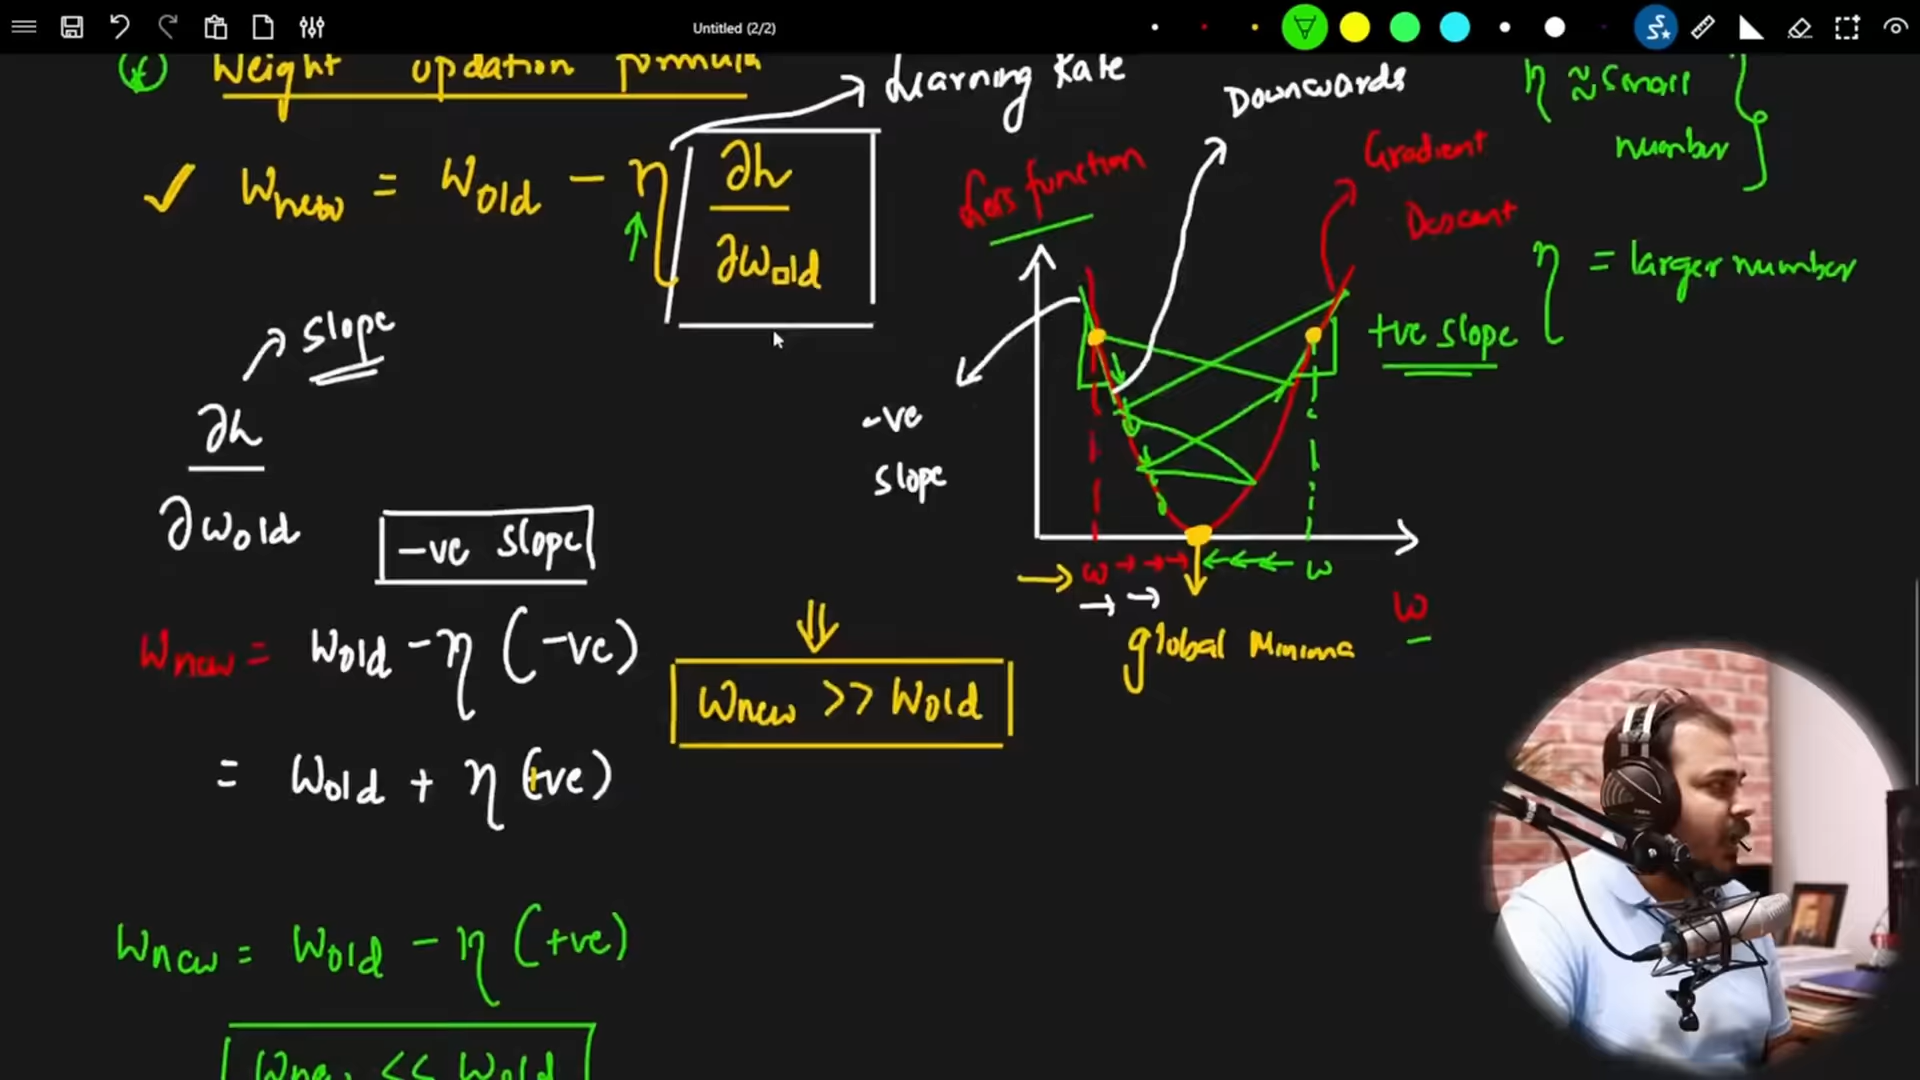 Untitled (2/2)
Weight updation formula
Learning Rate
Downwards
η ≈ small
number
Wnew = Wold - η ∂h
∂wold
Loss function
Gradient
Descent
η = larger number
slope
+ve slope
∂h
∂wold
-ve
slope
-ve slope
w
w
w
global Minima
Wnew = Wold - η (-ve)
Wnew >> Wold
= Wold + η (+ve)
Wnew = Wold - η (+ve)
Wnew << Wold